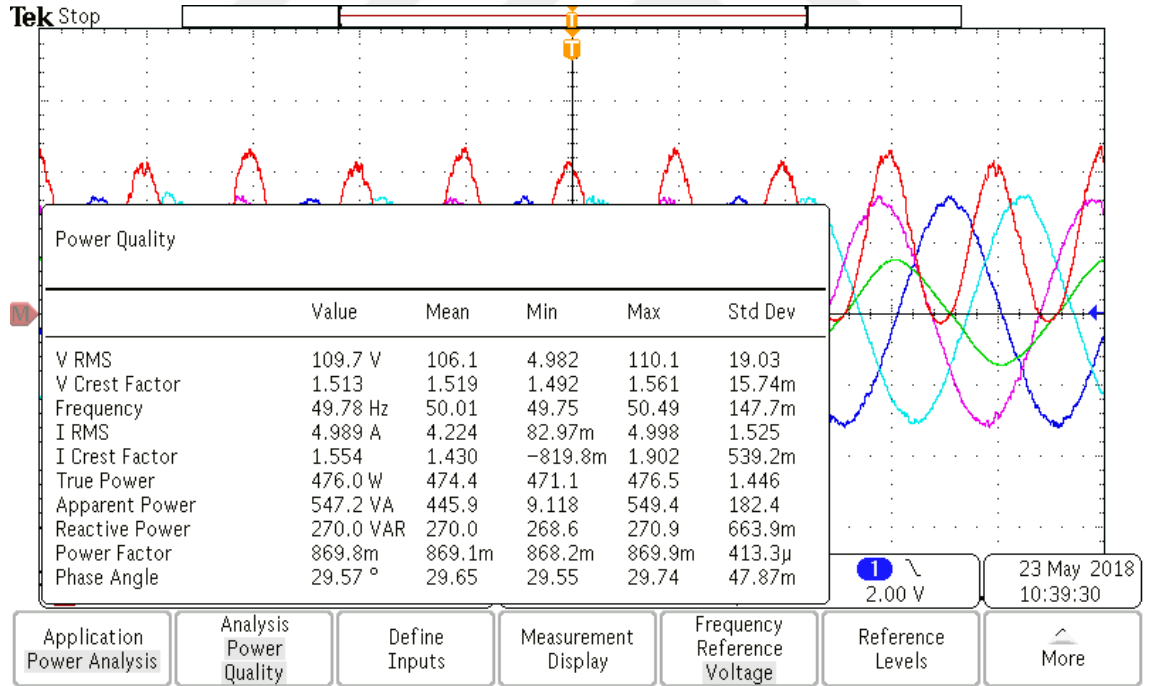 Tek Stop
T
T
M
Power Quality
Value Mean Min Max Std Dev
V RMS 109.7 V 106.1 4.982 110.1 19.03
V Crest Factor 1.513 1.519 1.492 1.561 15.74m
Frequency 49.78 Hz 50.01 49.75 50.49 147.7m
I RMS 4.989 A 4.224 82.97m 4.998 1.525
I Crest Factor 1.554 1.430 −819.8m 1.902 539.2m
True Power 476.0 W 474.4 471.1 476.5 1.446
Apparent Power 547.2 VA 445.9 9.118 549.4 182.4
Reactive Power 270.0 VAR 270.0 268.6 270.9 663.9m
Power Factor 869.8m 869.1m 868.2m 869.9m 413.3µ
Phase Angle 29.57 ° 29.65 29.55 29.74 47.87m
1 \ 2.00 V
23 May 2018
10:39:30
Application
Power Analysis
Analysis
Power
Quality
Define
Inputs
Measurement
Display
Frequency
Reference
Voltage
Reference
Levels
More